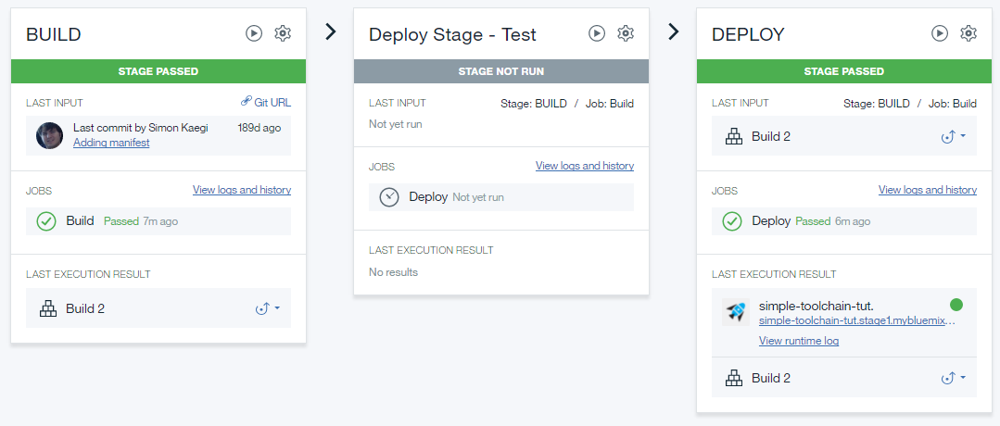 BUILD
STAGE PASSED
LAST INPUT
Git URL
Last commit by Simon Kaegi
189d ago
Adding manifest
JOBS
View logs and history
Build Passed 7m ago
LAST EXECUTION RESULT
Build 2
Deploy Stage - Test
STAGE NOT RUN
LAST INPUT
Stage: BUILD / Job: Build
Not yet run
JOBS
View logs and history
Deploy Not yet run
LAST EXECUTION RESULT
No results
DEPLOY
STAGE PASSED
LAST INPUT
Stage: BUILD / Job: Build
Build 2
JOBS
View logs and history
Deploy Passed 6m ago
LAST EXECUTION RESULT
simple-toolchain-tut.
simple-toolchain-tut.stage1.mybluemix...
View runtime log
Build 2